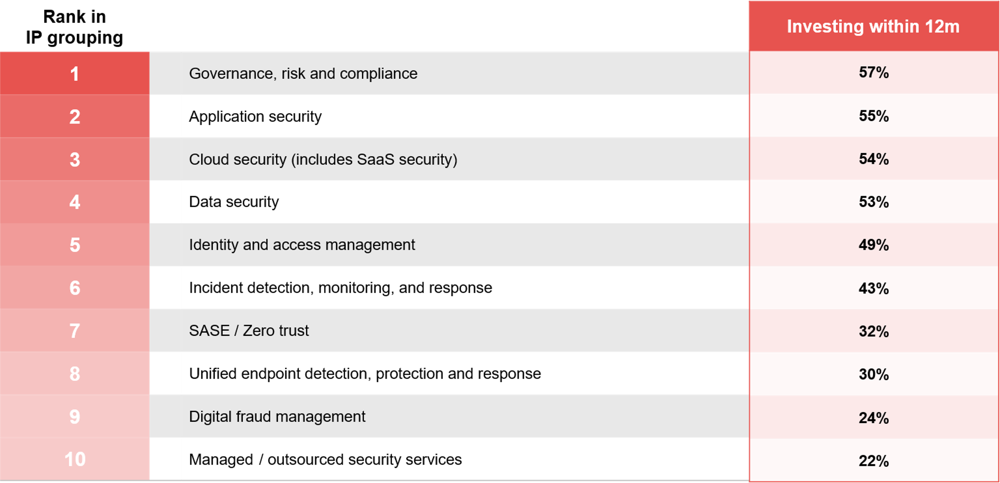 Rank in
IP grouping
Investing within 12m
1 Governance, risk and compliance 57%
2 Application security 55%
3 Cloud security (includes SaaS security) 54%
4 Data security 53%
5 Identity and access management 49%
6 Incident detection, monitoring, and response 43%
7 SASE / Zero trust 32%
8 Unified endpoint detection, protection and response 30%
9 Digital fraud management 24%
10 Managed / outsourced security services 22%